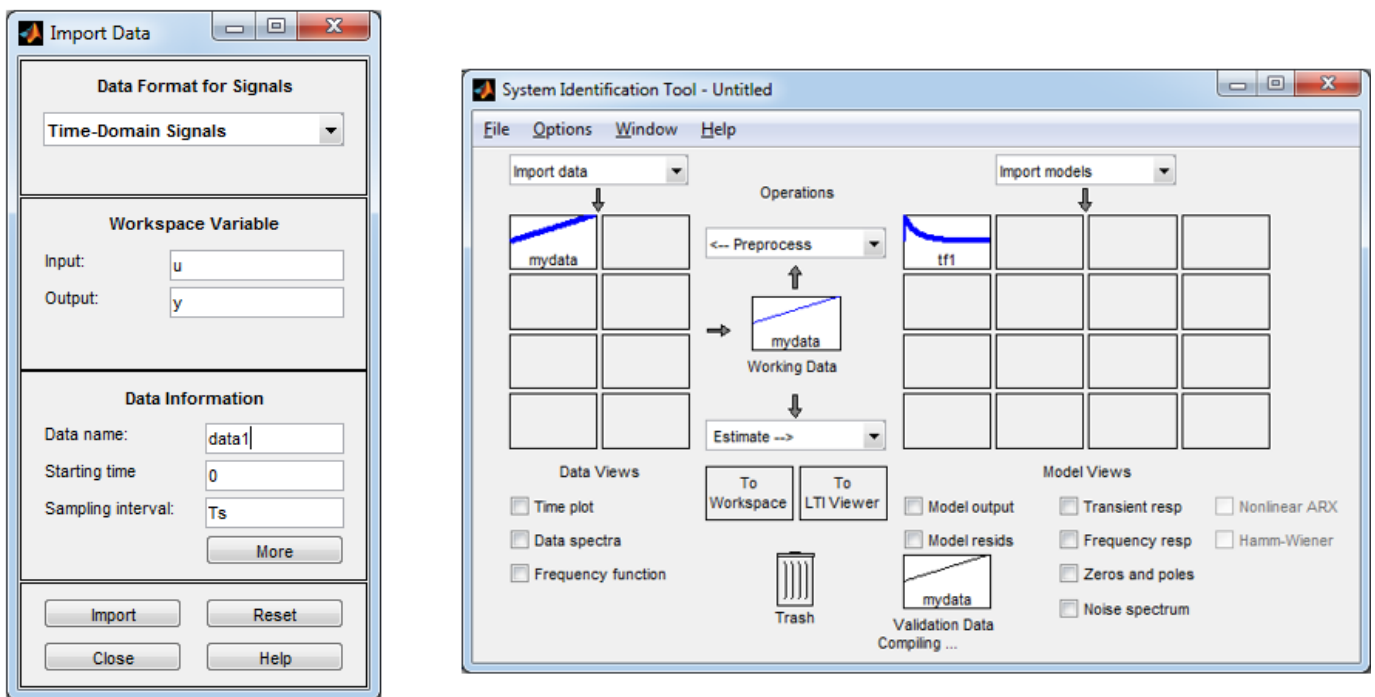 Import Data
Data Format for Signals
Time-Domain Signals
Workspace Variable
Input: u
Output: y
Data Information
Data name: data1
Starting time 0
Sampling interval: Ts
More
Import Reset
Close Help
System Identification Tool - Untitled
File Options Window Help
Import data
Import models
Operations
mydata
<-- Preprocess
tf1
mydata
Working Data
Estimate -->
Data Views
Time plot
Data spectra
Frequency function
To Workspace
To LTI Viewer
Trash
Model Views
Model output Transient resp Nonlinear ARX
Model resids Frequency resp Hamm-Wiener
Zeros and poles
Noise spectrum
mydata
Validation Data
Compiling ...